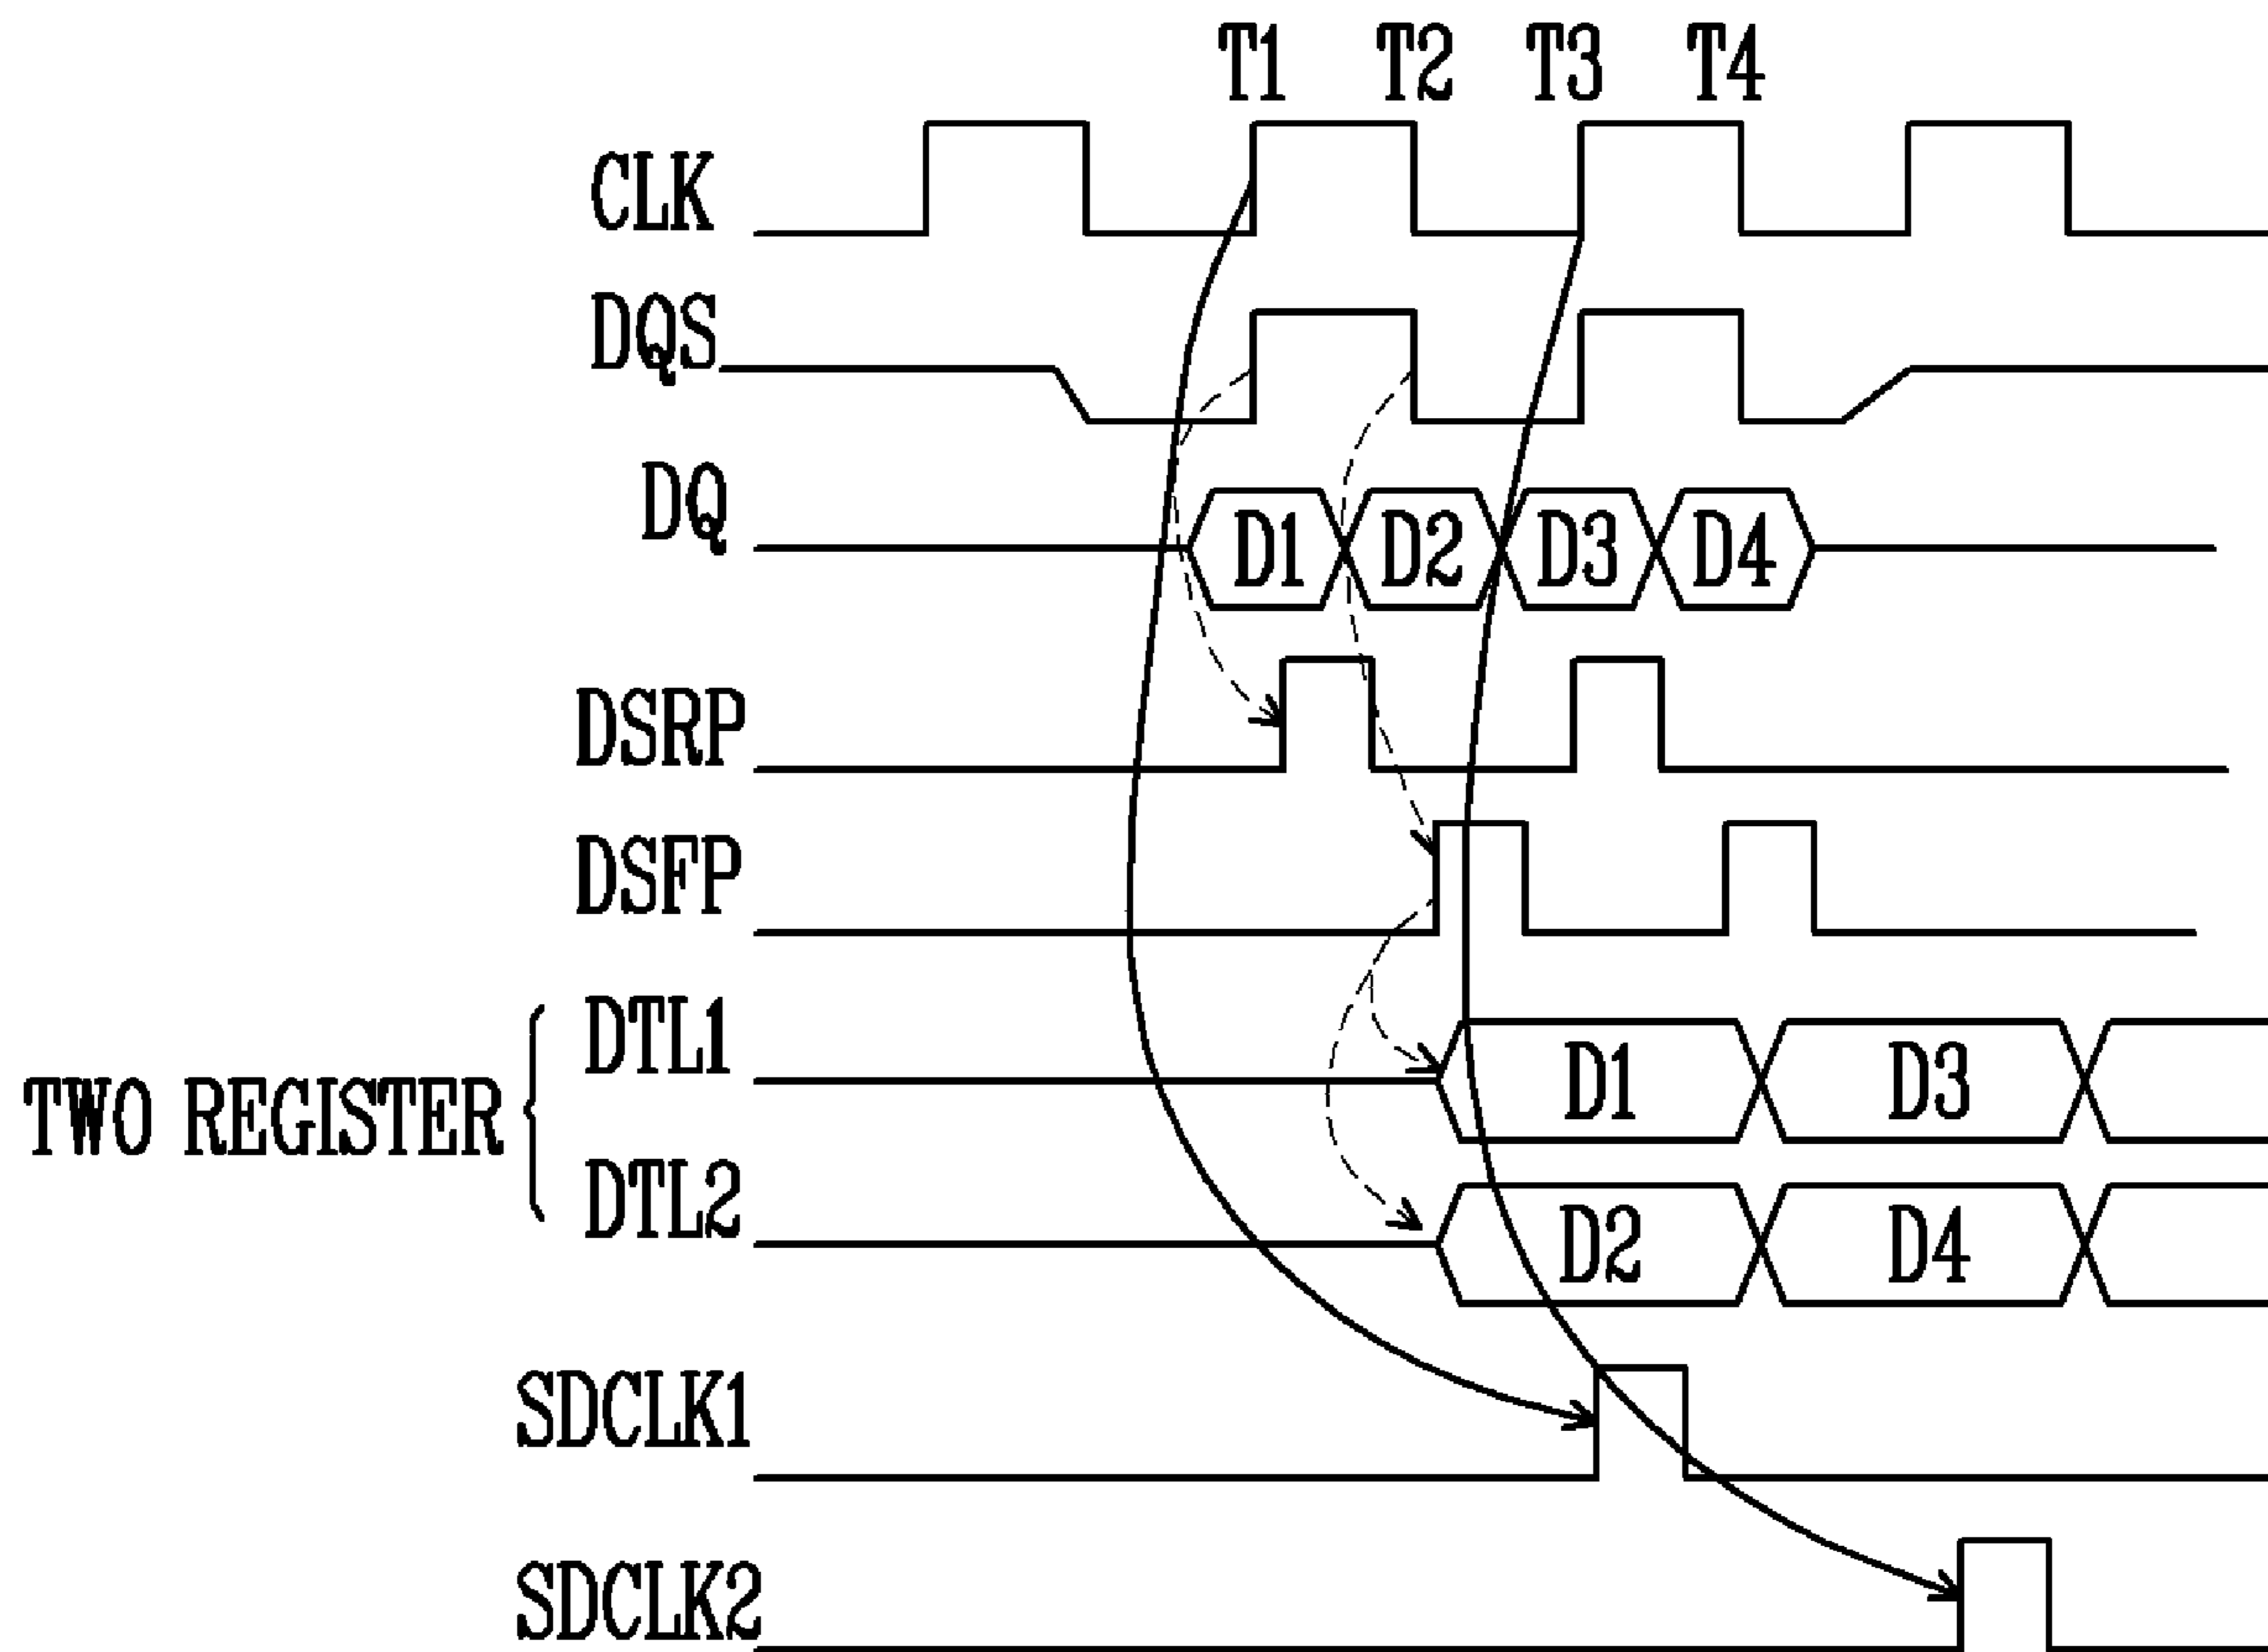 T1 T2 T3 T4
CLK
DQS
DQ
D1 D2 D3 D4
DSRP
DSFP
TWO REGISTER
DTL1
D1 D3
DTL2
D2 D4
SDCLK1
SDCLK2